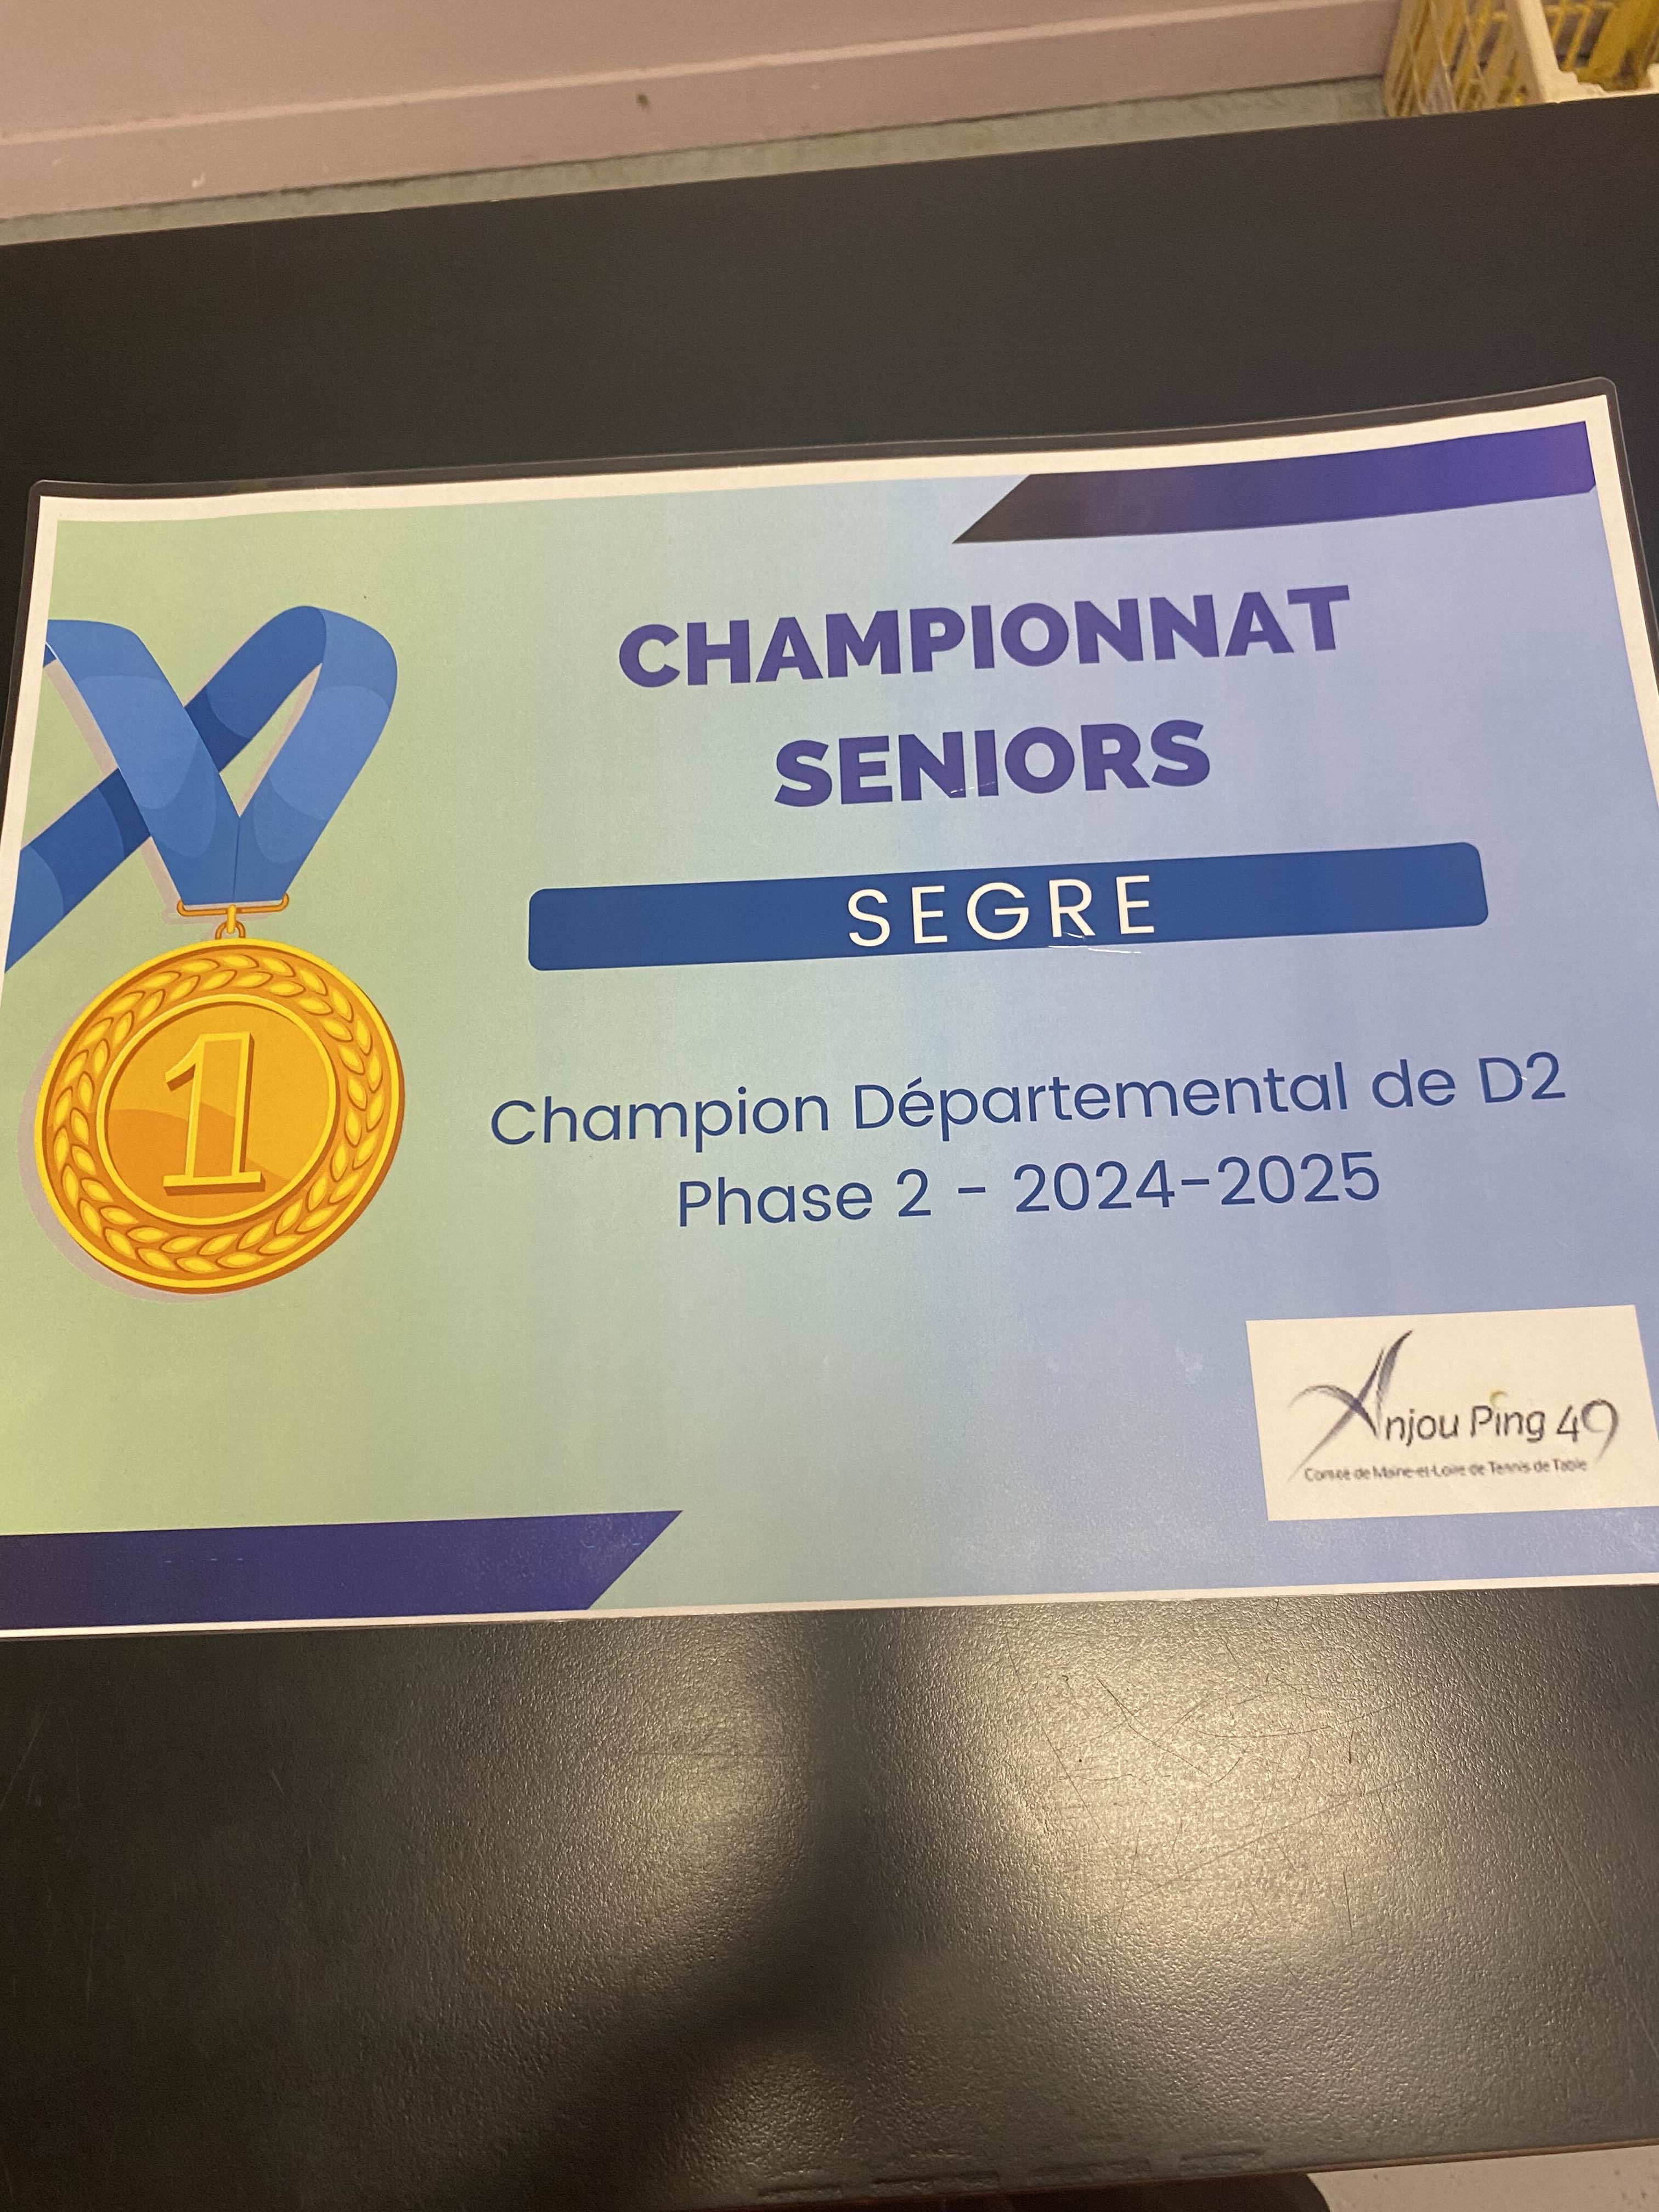 CHAMPIONNAT
SENIORS
SEGRE
1
Champion Départemental de D2
Phase 2 - 2024-2025
Anjou Ping 49
Comité de Maine-et-Loire de Tennis de Table